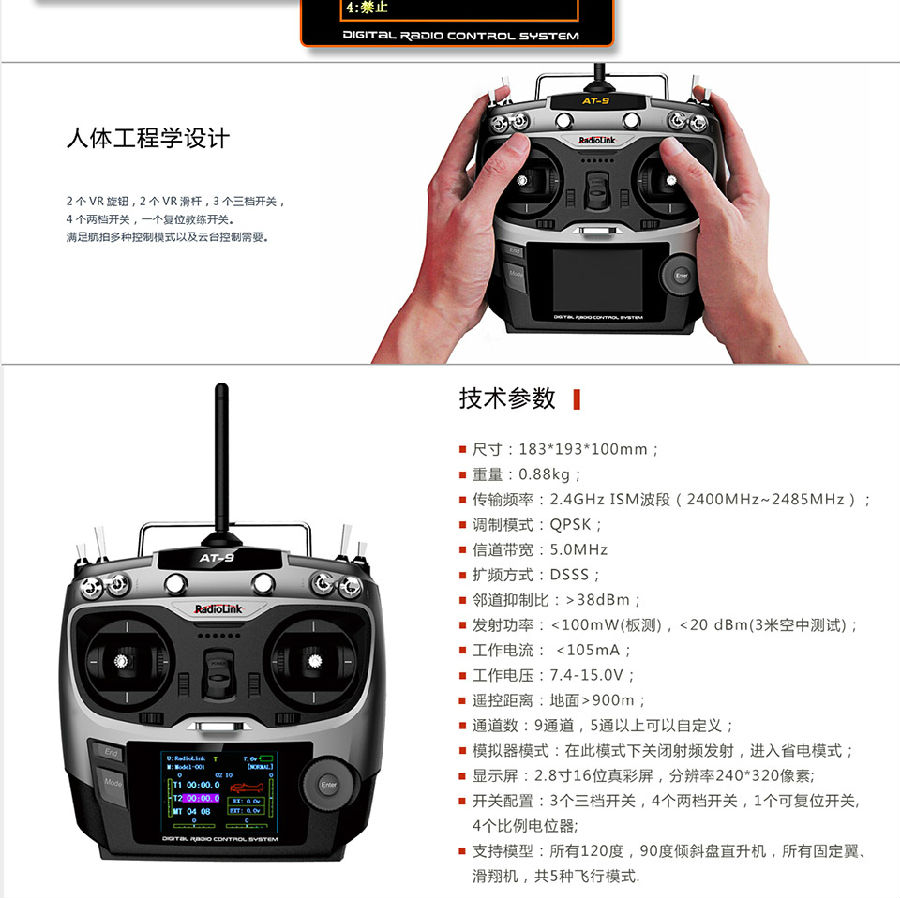 4:禁止
DIGITAL RADIO CONTROL SYSTEM
AT-9
RadioLink
人体工程学设计
2 个 VR 旋钮，2 个 VR 滑杆，3 个三档开关，
4 个两档开关，一个复位教练开关。
满足航拍多种控制模式以及云台控制需要。
End
Mode
Enter
DIGITAL RADIO CONTROL SYSTEM
技术参数
尺寸：183*193*100mm；
重量：0.88kg；
传输频率：2.4GHz ISM波段（2400MHz~2485MHz）；
调制模式：QPSK；
信道带宽：5.0MHz
扩频方式：DSSS；
邻道抑制比：>38dBm；
发射功率：<100mW(板测)，<20 dBm(3米空中测试)；
工作电流： <105mA；
工作电压：7.4-15.0V；
遥控距离：地面>900m；
通道数：9通道，5通以上可以自定义；
模拟器模式：在此模式下关闭射频发射，进入省电模式；
显示屏：2.8寸16位真彩屏，分辨率240*320像素;
开关配置：3个三档开关，4个两档开关，1个可复位开关,
4个比例电位器;
支持模型：所有120度，90度倾斜盘直升机，所有固定翼、
滑翔机，共5种飞行模式.
AT-9
RadioLink
POWER
End
Mode
Enter
U:RadioLink T 7.6v
M:Model-001 [NORMAL]
T1 00:00.0
T2 00:00.0
RX: 0.0v
EXT: 0.0v
MT 04 08
DIGITAL RADIO CONTROL SYSTEM